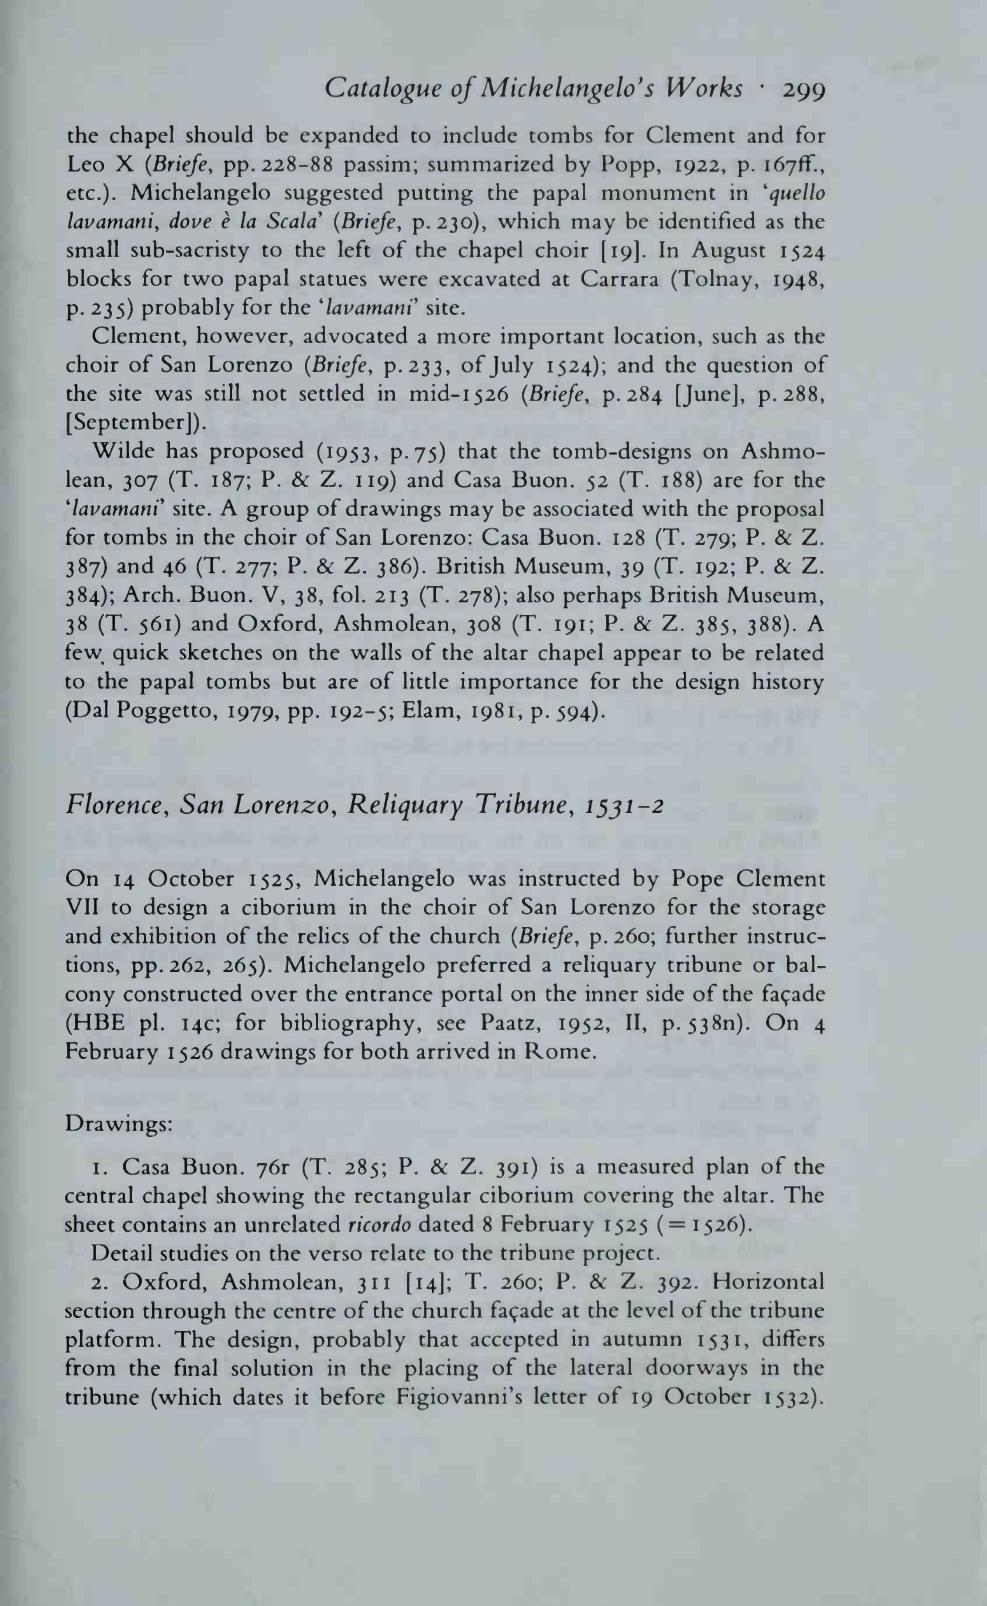 Catalogue of Michelangelo's Works · 299
the chapel should be expanded to include tombs for Clement and for
Leo X (Briefe, pp. 228-88 passim; summarized by Popp, 1922, p. 167ff.,
etc.). Michelangelo suggested putting the papal monument in 'quello
lavamani, dove è la Scala' (Briefe, p. 230), which may be identified as the
small sub-sacristy to the left of the chapel choir [19]. In August 1524
blocks for two papal statues were excavated at Carrara (Tolnay, 1948,
p. 235) probably for the 'lavamani' site.
Clement, however, advocated a more important location, such as the
choir of San Lorenzo (Briefe, p. 233, of July 1524); and the question of
the site was still not settled in mid-1526 (Briefe, p. 284 [June], p. 288,
[September]).
Wilde has proposed (1953, p. 75) that the tomb-designs on Ashmo-
lean, 307 (T. 187; P. & Z. 119) and Casa Buon. 52 (T. 188) are for the
'lavamani' site. A group of drawings may be associated with the proposal
for tombs in the choir of San Lorenzo: Casa Buon. 128 (T. 279; P. & Z.
387) and 46 (T. 277; P. & Z. 386). British Museum, 39 (T. 192; P. & Z.
384); Arch. Buon. V, 38, fol. 213 (T. 278); also perhaps British Museum,
38 (T. 561) and Oxford, Ashmolean, 308 (T. 191; P. & Z. 385, 388). A
few quick sketches on the walls of the altar chapel appear to be related
to the papal tombs but are of little importance for the design history
(Dal Poggetto, 1979, pp. 192-5; Elam, 1981, p. 594).
Florence, San Lorenzo, Reliquary Tribune, 1531-2
On 14 October 1525, Michelangelo was instructed by Pope Clement
VII to design a ciborium in the choir of San Lorenzo for the storage
and exhibition of the relics of the church (Briefe, p. 260; further instruc-
tions, pp. 262, 265). Michelangelo preferred a reliquary tribune or bal-
cony constructed over the entrance portal on the inner side of the façade
(HBE pl. 14c; for bibliography, see Paatz, 1952, II, p. 538n). On 4
February 1526 drawings for both arrived in Rome.
Drawings:
1. Casa Buon. 76r (T. 285; P. & Z. 391) is a measured plan of the
central chapel showing the rectangular ciborium covering the altar. The
sheet contains an unrelated ricordo dated 8 February 1525 (= 1526).
Detail studies on the verso relate to the tribune project.
2. Oxford, Ashmolean, 311 [14]; T. 260; P. & Z. 392. Horizontal
section through the centre of the church façade at the level of the tribune
platform. The design, probably that accepted in autumn 1531, differs
from the final solution in the placing of the lateral doorways in the
tribune (which dates it before Figiovanni's letter of 19 October 1532).